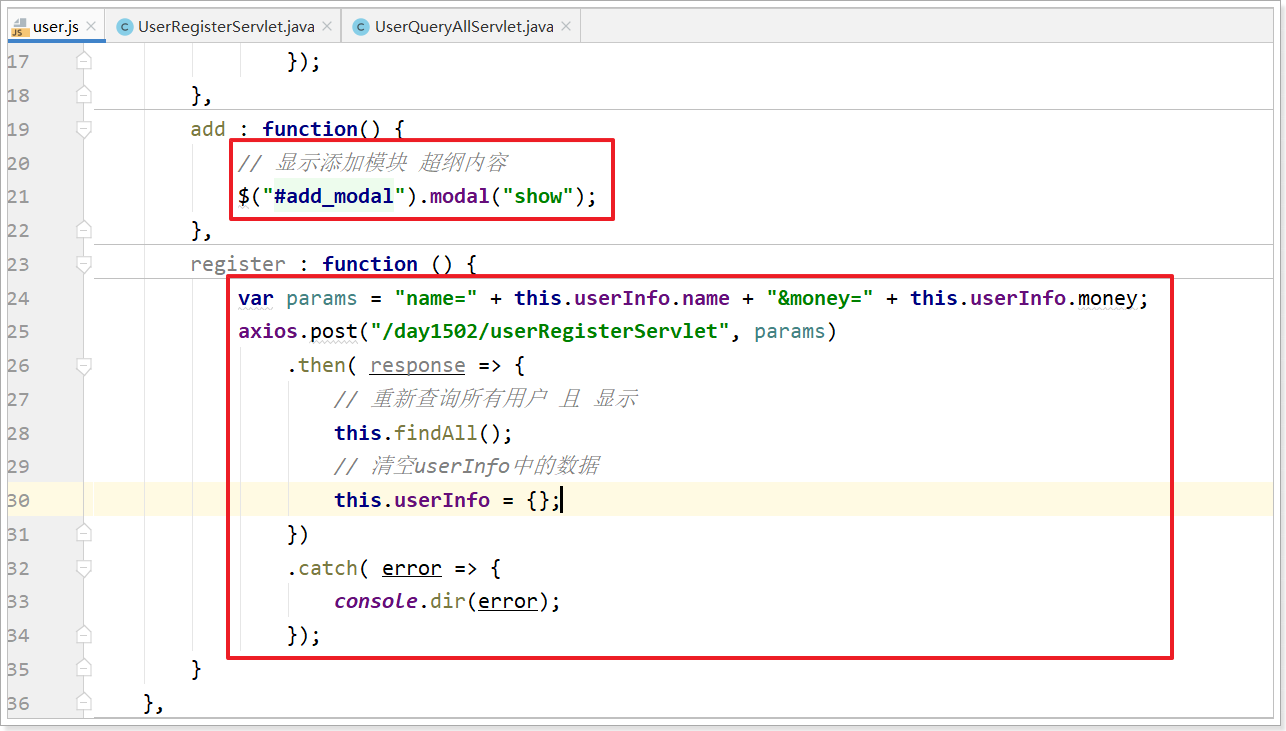 user.js UserRegisterServlet.java UserQueryAllServlet.java
17 });
18 },
19 add : function() {
20 // 显示添加模块 超纲内容
21 $("#add_modal").modal("show");
22 },
23 register : function () {
24 var params = "name=" + this.userInfo.name + "&money=" + this.userInfo.money;
25 axios.post("/day1502/userRegisterServlet", params)
26 .then( response => {
27 // 重新查询所有用户 且 显示
28 this.findAll();
29 // 清空userInfo中的数据
30 this.userInfo = {};
31 })
32 .catch( error => {
33 console.dir(error);
34 });
35 }
36 },